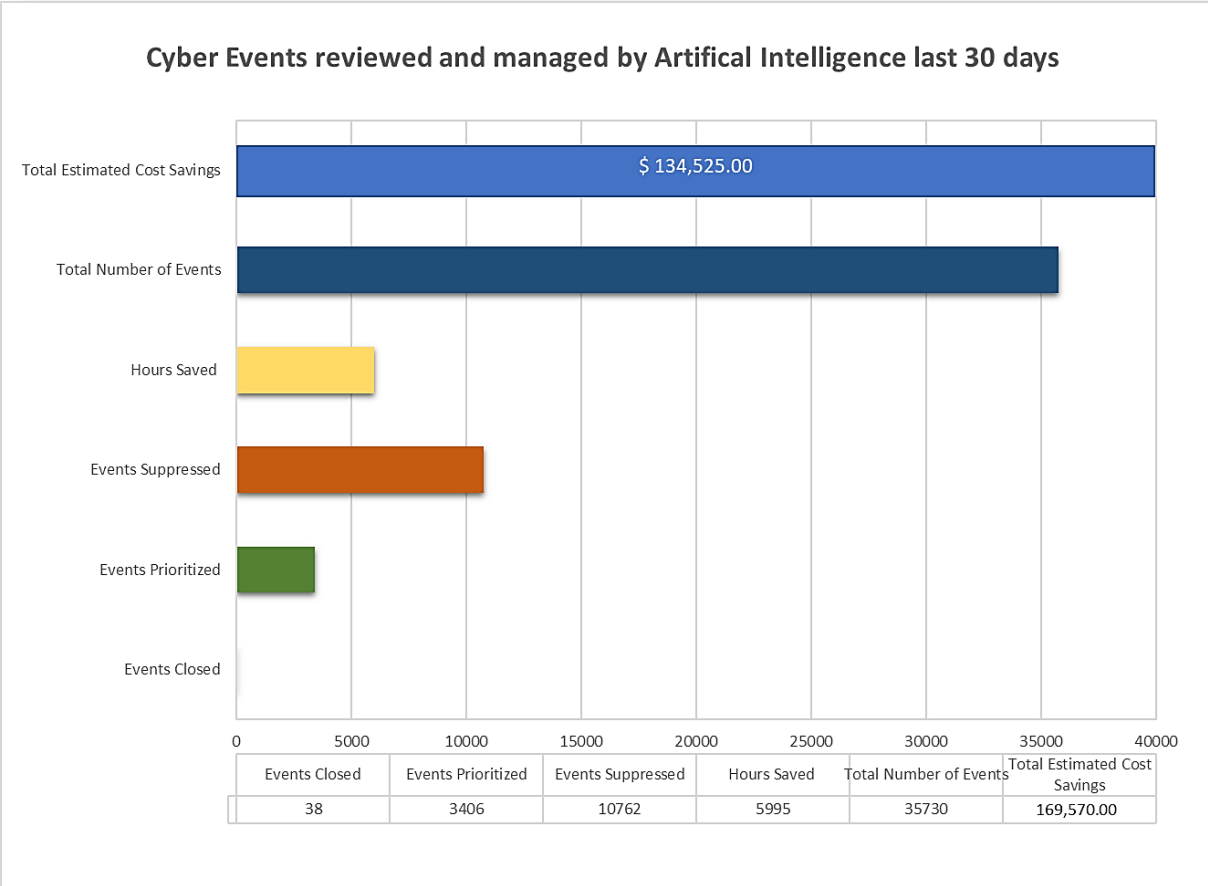 Cyber Events reviewed and managed by Artifical Intelligence last 30 days
Total Estimated Cost Savings
$ 134,525.00
Total Number of Events
Hours Saved
Events Suppressed
Events Prioritized
Events Closed
0 5000 10000 15000 20000 25000 30000 35000 40000
Events Closed Events Prioritized Events Suppressed Hours Saved Total Number of Events Total Estimated Cost
Savings
38 3406 10762 5995 35730 169,570.00